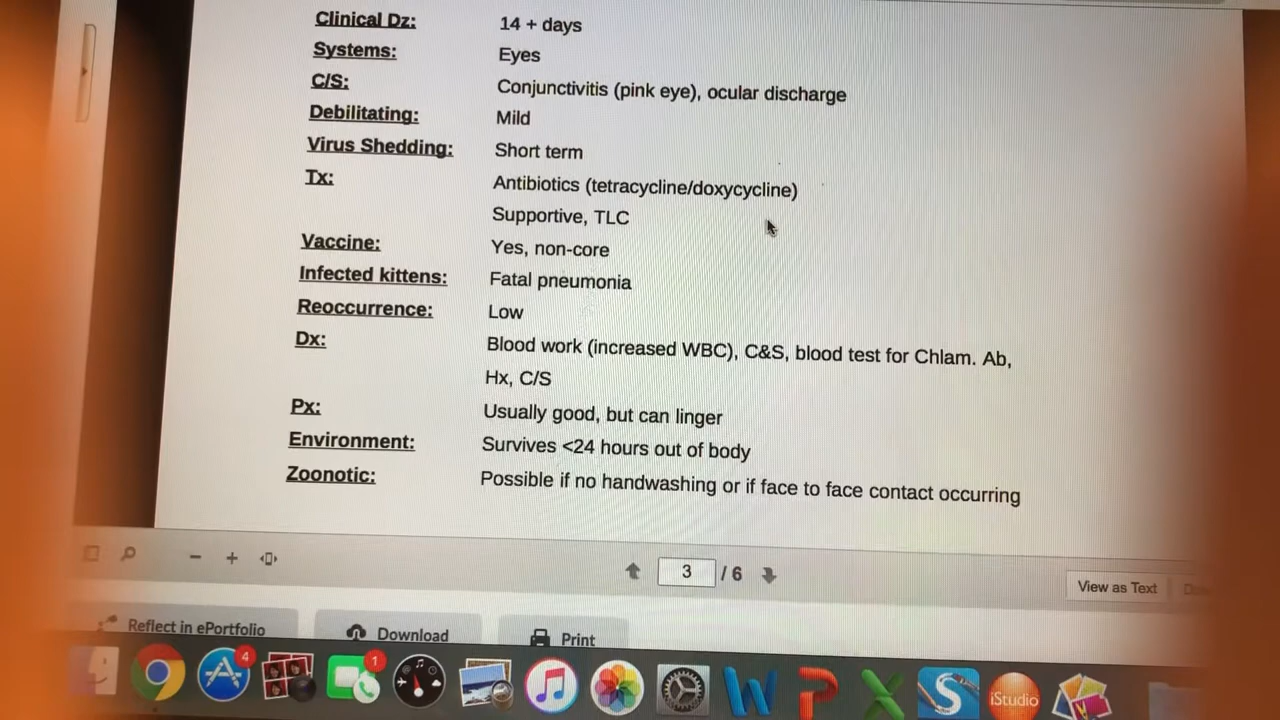 Clinical Dz: 14 + days
Systems: Eyes
C/S: Conjunctivitis (pink eye), ocular discharge
Debilitating: Mild
Virus Shedding: Short term
Tx: Antibiotics (tetracycline/doxycycline)
Supportive, TLC
Vaccine: Yes, non-core
Infected kittens: Fatal pneumonia
Reoccurrence: Low
Dx: Blood work (increased WBC), C&S, blood test for Chlam. Ab,
Hx, C/S
Px: Usually good, but can linger
Environment: Survives <24 hours out of body
Zoonotic: Possible if no handwashing or if face to face contact occurring
3 / 6
View as Text
Reflect in ePortfolio Download Print
4 1
W P X S iStudio